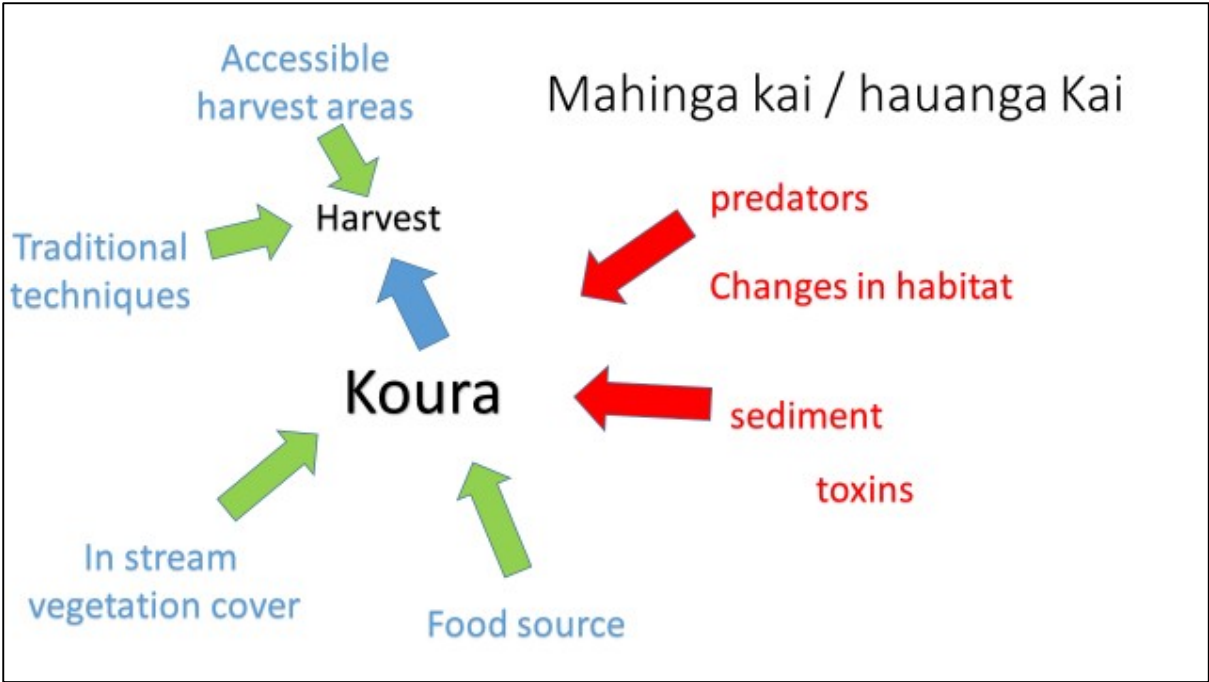 Mahinga kai / hauanga Kai
Accessible
harvest areas
Harvest
Traditional
techniques
predators
Changes in habitat
Koura
sediment
toxins
In stream
vegetation cover
Food source